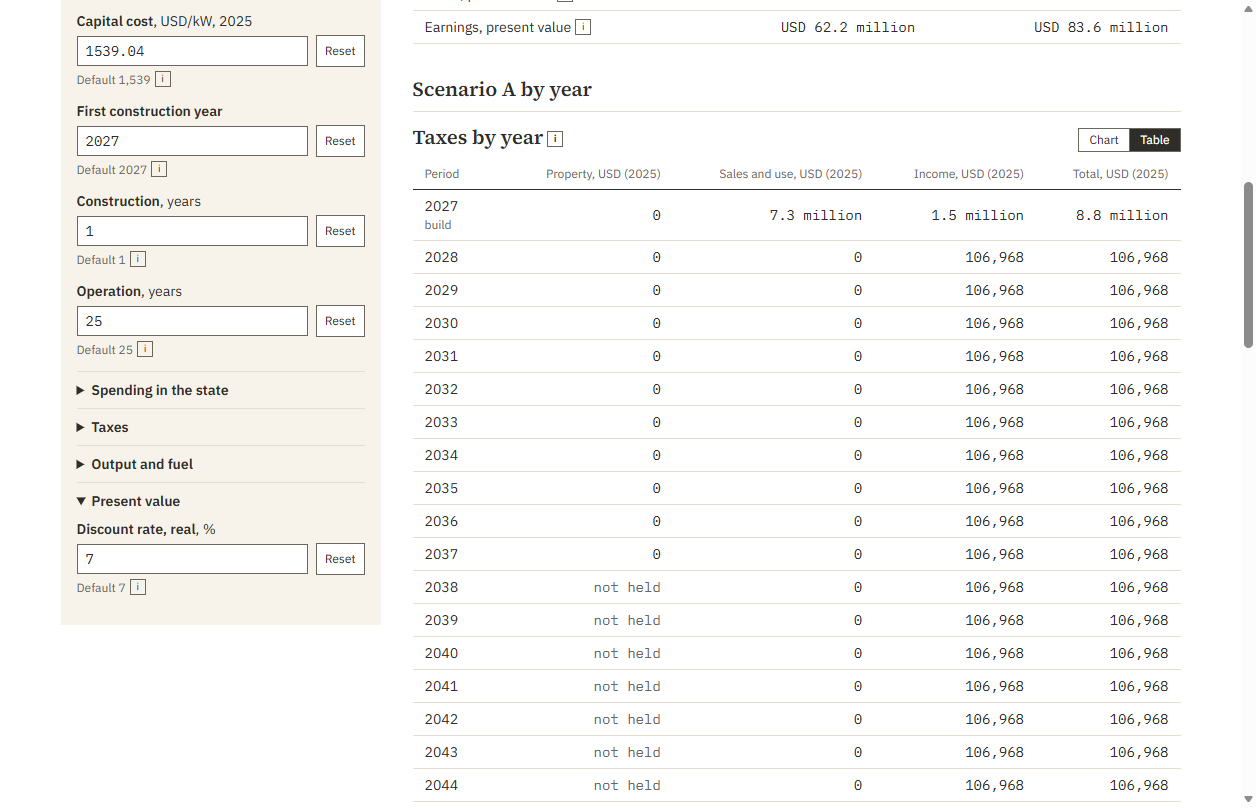 Capital cost, USD/kW, 2025
1539.04
Reset
Default 1,539 i
First construction year
2027
Reset
Default 2027 i
Construction, years
1
Reset
Default 1 i
Operation, years
25
Reset
Default 25 i
▶ Spending in the state
▶ Taxes
▶ Output and fuel
▼ Present value
Discount rate, real, %
7
Reset
Default 7 i
Earnings, present value i USD 62.2 million USD 83.6 million
Scenario A by year
Taxes by year i
Chart Table
Period Property, USD (2025) Sales and use, USD (2025) Income, USD (2025) Total, USD (2025)
2027 build 0 7.3 million 1.5 million 8.8 million
2028 0 0 106,968 106,968
2029 0 0 106,968 106,968
2030 0 0 106,968 106,968
2031 0 0 106,968 106,968
2032 0 0 106,968 106,968
2033 0 0 106,968 106,968
2034 0 0 106,968 106,968
2035 0 0 106,968 106,968
2036 0 0 106,968 106,968
2037 0 0 106,968 106,968
2038 not held 0 106,968 106,968
2039 not held 0 106,968 106,968
2040 not held 0 106,968 106,968
2041 not held 0 106,968 106,968
2042 not held 0 106,968 106,968
2043 not held 0 106,968 106,968
2044 not held 0 106,968 106,968